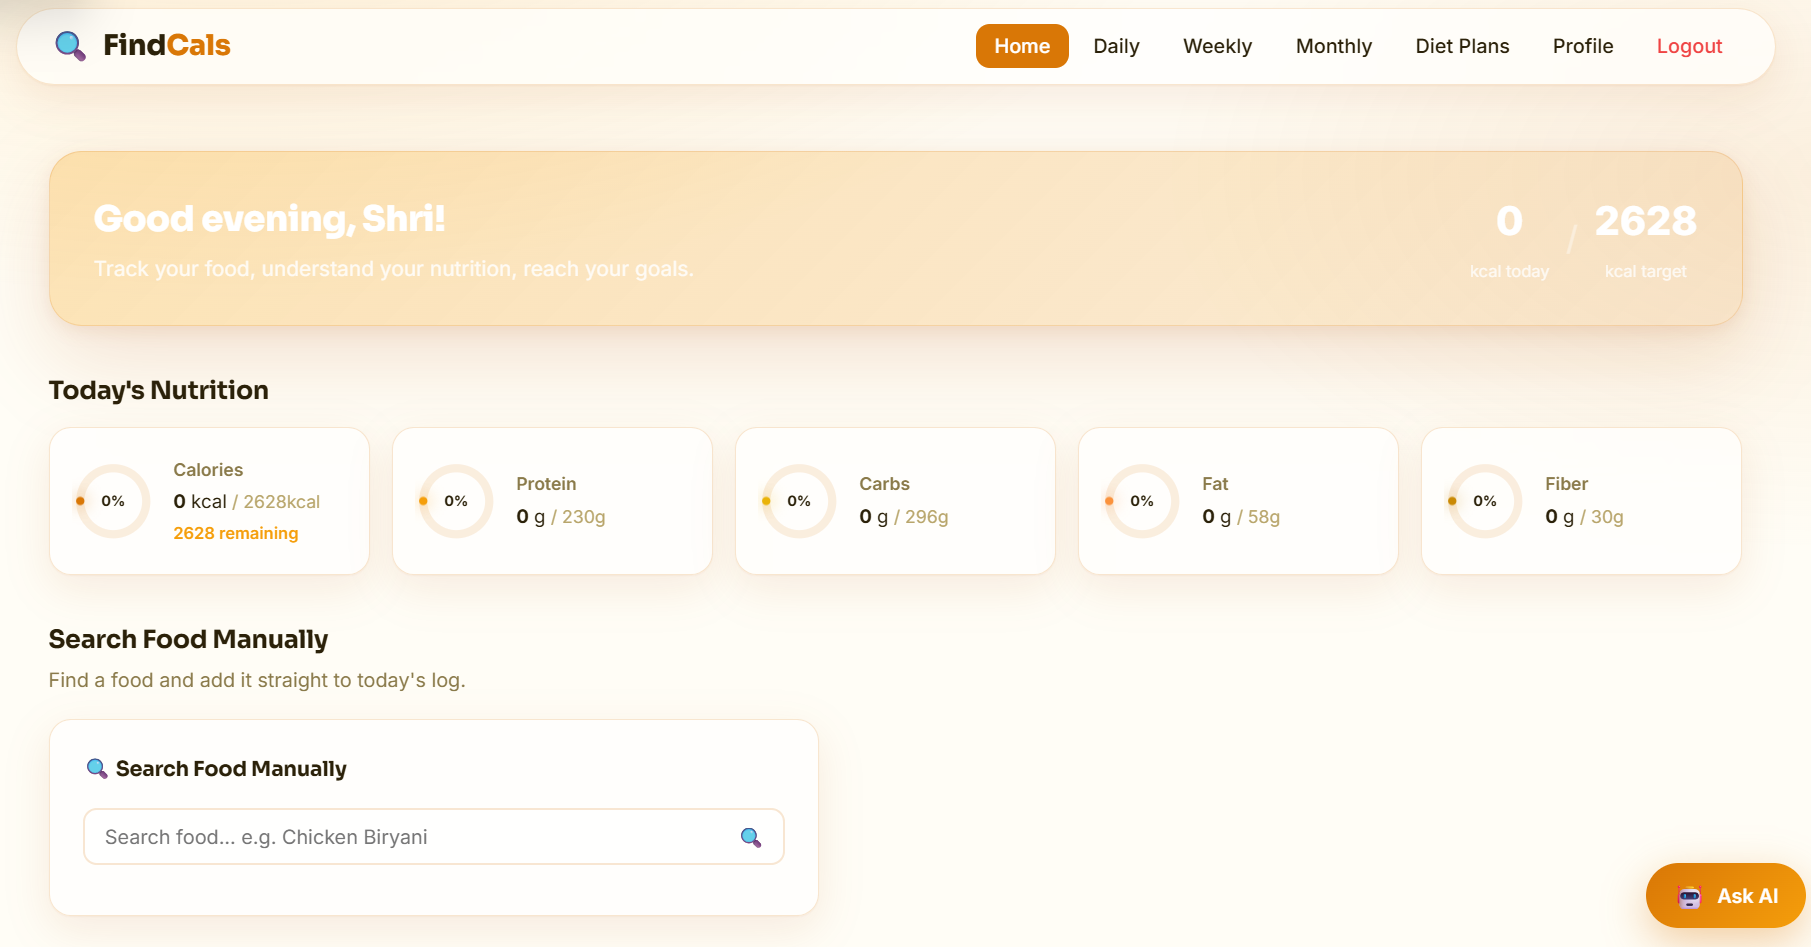 FindCals
Home Daily Weekly Monthly Diet Plans Profile Logout
Good evening, Shri!
Track your food, understand your nutrition, reach your goals.
0 / 2628
kcal today kcal target
Today's Nutrition
0%
Calories
0 kcal / 2628kcal
2628 remaining
0%
Protein
0 g / 230g
0%
Carbs
0 g / 296g
0%
Fat
0 g / 58g
0%
Fiber
0 g / 30g
Search Food Manually
Find a food and add it straight to today's log.
Search Food Manually
Search food... e.g. Chicken Biryani
Ask AI